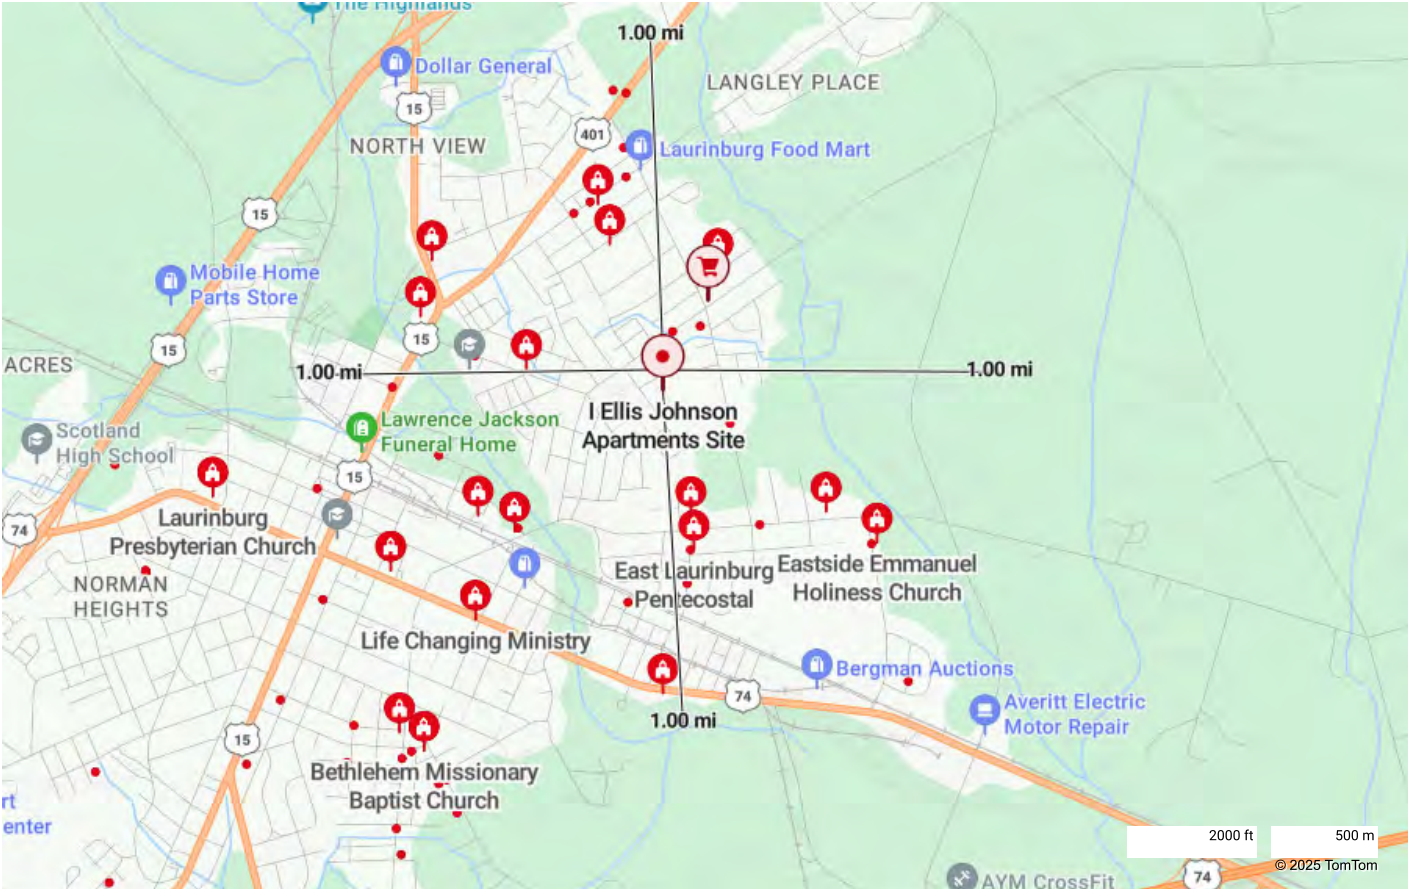 The Highlands
1.00 mi
Dollar General
LANGLEY PLACE
15
401
NORTH VIEW
Laurinburg Food Mart
15
Mobile Home
Parts Store
15
15
ACRES
1.00 mi
1.00 mi
I Ellis Johnson
Apartments Site
Lawrence Jackson
Funeral Home
Scotland
High School
15
74
Laurinburg
Presbyterian Church
East Laurinburg
Pentecostal
Eastside Emmanuel
Holiness Church
NORMAN
HEIGHTS
Life Changing Ministry
Bergman Auctions
74
Averitt Electric
Motor Repair
1.00 mi
15
Bethlehem Missionary
Baptist Church
rt
enter
2000 ft
500 m
© 2025 TomTom
74
AYM CrossFit